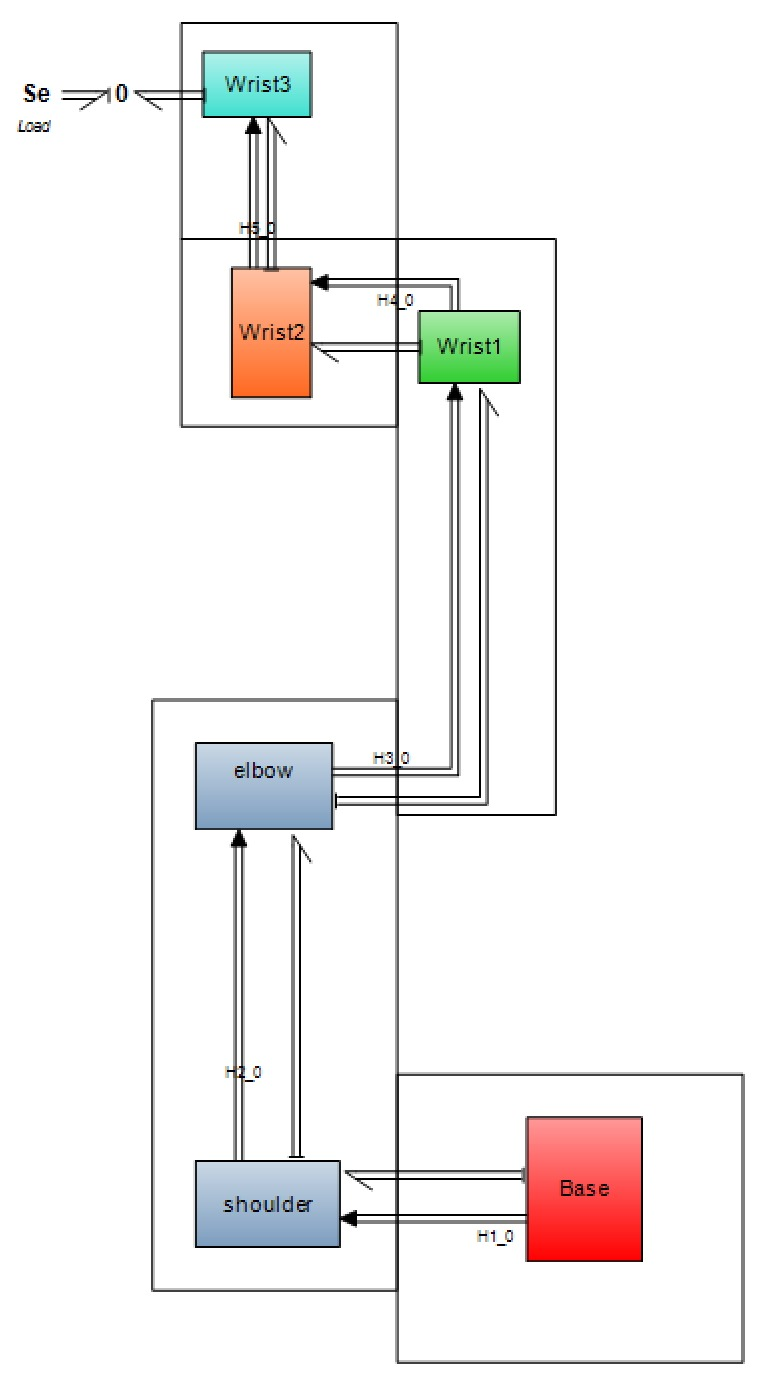 Wrist3
Se 0
Load
H5_0
H4_0
Wrist2
Wrist1
H3_0
elbow
H2_0
Base
shoulder
H1_0